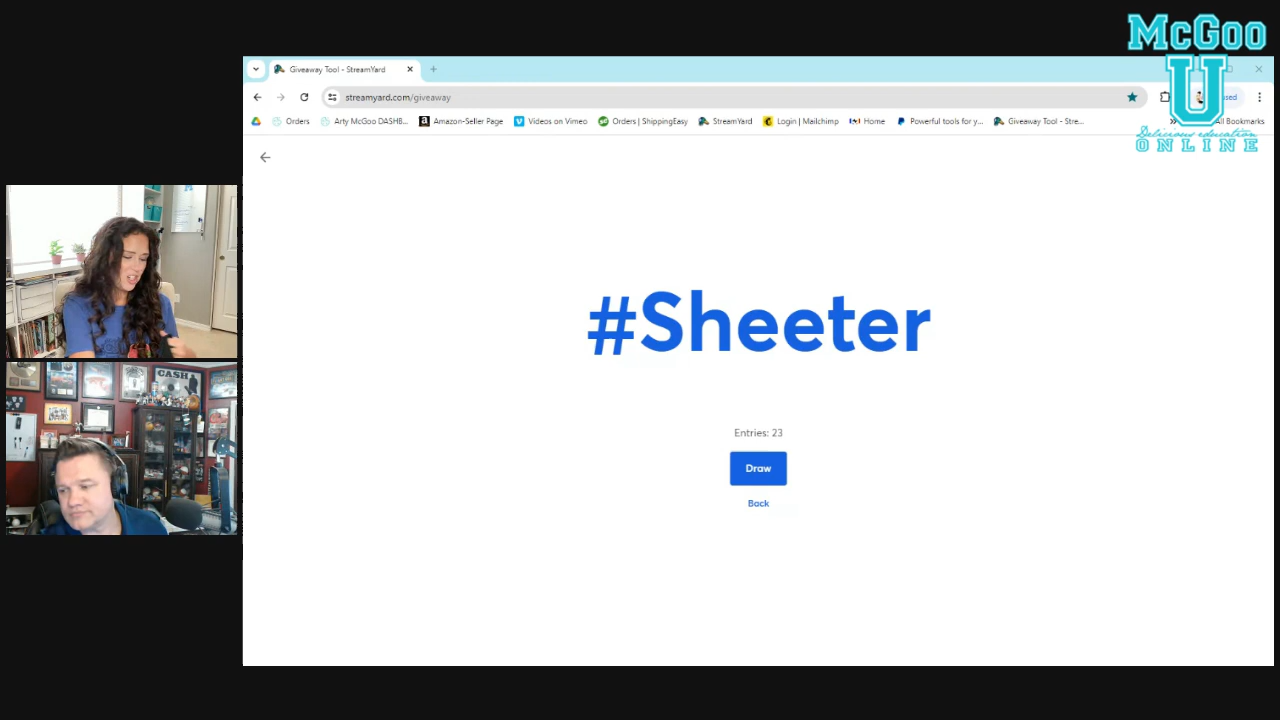 McGoo
U
Delicious education
ONLINE
Giveaway Tool - StreamYard
streamyard.com/giveaway
Orders
Arty McGoo DASHB...
Amazon-Seller Page
Videos on Vimeo
Orders | ShippingEasy
StreamYard
Login | Mailchimp
Home
Powerful tools for y...
Giveaway Tool - Stre...
All Bookmarks
#Sheeter
Entries: 23
Draw
Back
CASH